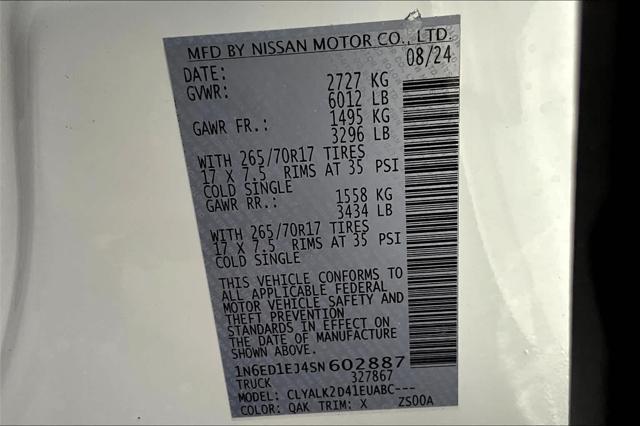 MFD BY NISSAN MOTOR CO., LTD.
DATE: 08/24
GVWR: 2727 KG
6012 LB
GAWR FR.: 1495 KG
3296 LB
WITH 265/70R17 TIRES
17 X 7.5 RIMS AT 35 PSI
COLD SINGLE
GAWR RR.: 1558 KG
3434 LB
WITH 265/70R17 TIRES
17 X 7.5 RIMS AT 35 PSI
COLD SINGLE
THIS VEHICLE CONFORMS TO
ALL APPLICABLE FEDERAL
MOTOR VEHICLE SAFETY AND
THEFT PREVENTION
STANDARDS IN EFFECT ON
THE DATE OF MANUFACTURE
SHOWN ABOVE.
1N6ED1EJ4SN602887
TRUCK 327867
MODEL: CLYALK2D41EUABC---
COLOR: QAK TRIM: X ZS00A